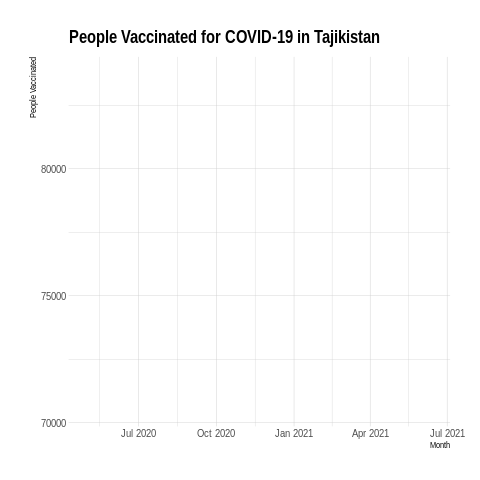 People Vaccinated for COVID-19 in Tajikistan
People Vaccinated
80000
75000
70000
Jul 2020 Oct 2020 Jan 2021 Apr 2021 Jul 2021
Month